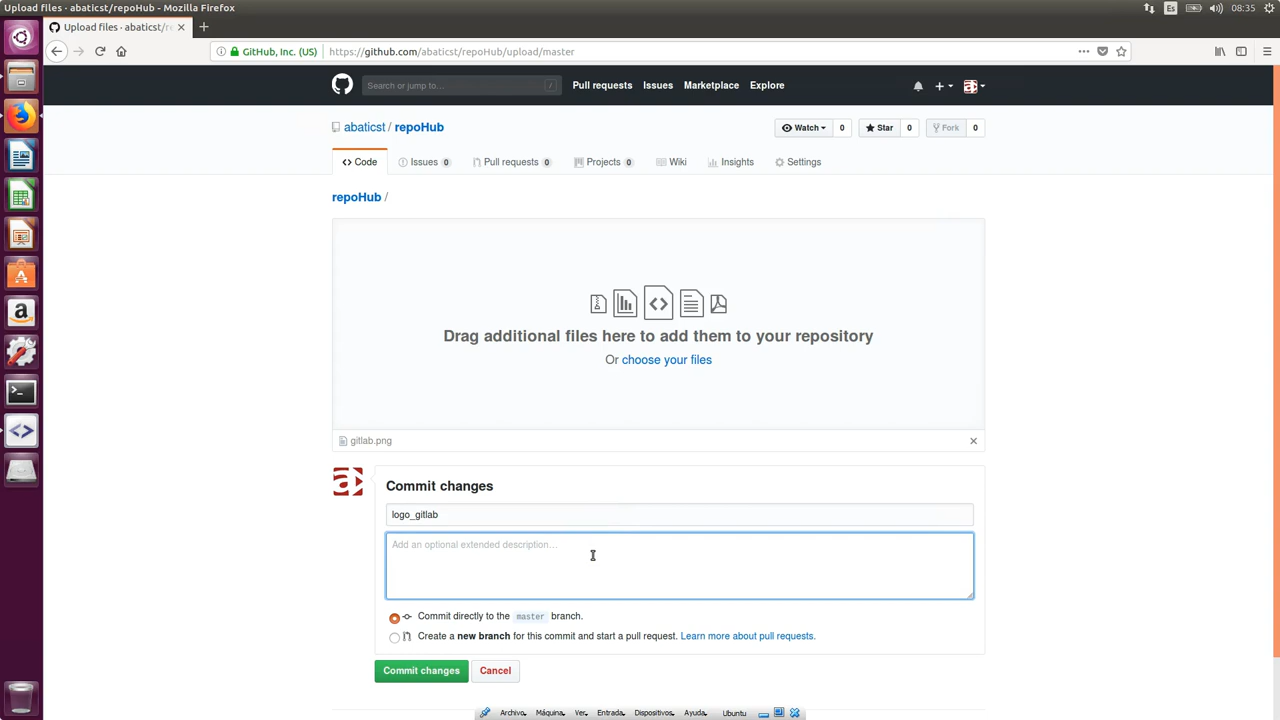 Upload files · abaticst/repoHub - Mozilla Firefox
Es
08:35
Upload files · abaticst/re
GitHub, Inc. (US)
https://github.com/abaticst/repoHub/upload/master
Search or jump to…
/
Pull requests
Issues
Marketplace
Explore
abaticst / repoHub
Watch
0
Star
0
Fork
0
Code
Issues 0
Pull requests 0
Projects 0
Wiki
Insights
Settings
repoHub /
Drag additional files here to add them to your repository
Or choose your files
gitlab.png
Commit changes
logo_gitlab
Add an optional extended description…
Commit directly to the master branch.
Create a new branch for this commit and start a pull request. Learn more about pull requests.
Commit changes
Cancel
Archivo
Máquina
Ver
Entrada
Dispositivos
Ayuda
Ubuntu